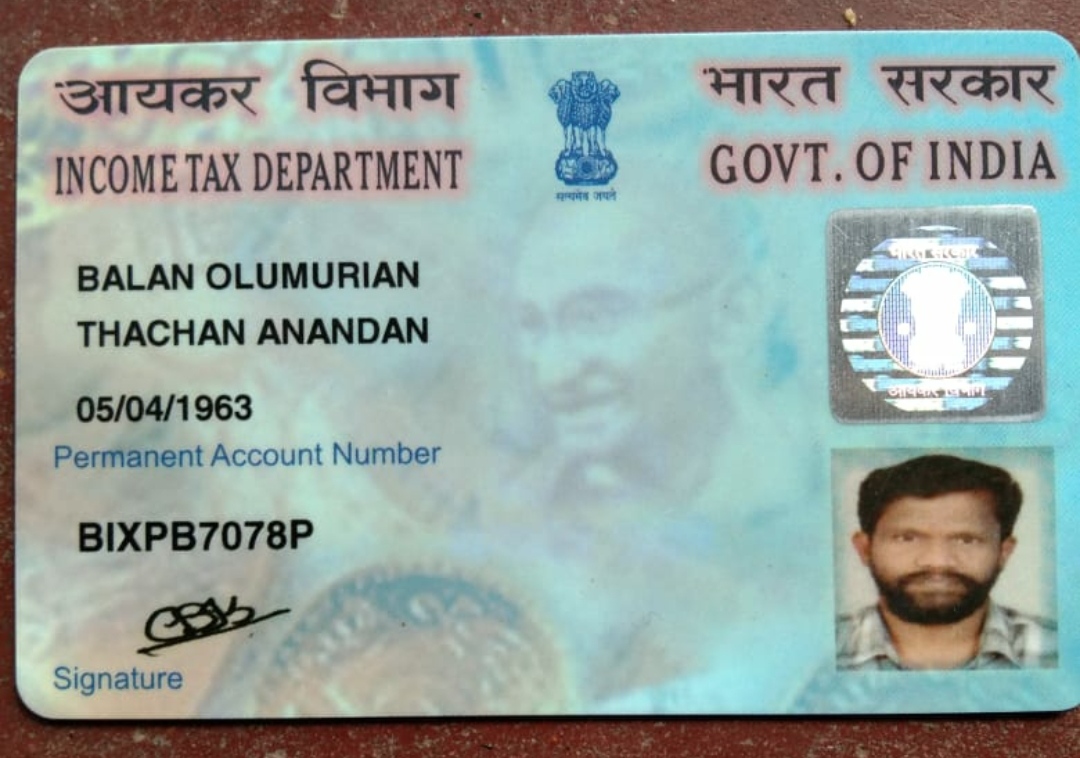 आयकर विभाग
भारत सरकार
INCOME TAX DEPARTMENT
GOVT. OF INDIA
सत्यमेव जयते
BALAN OLUMURIAN
भारत सरकार
THACHAN ANANDAN
आयकर विभाग
05/04/1963
Permanent Account Number
BIXPB7078P
Signature